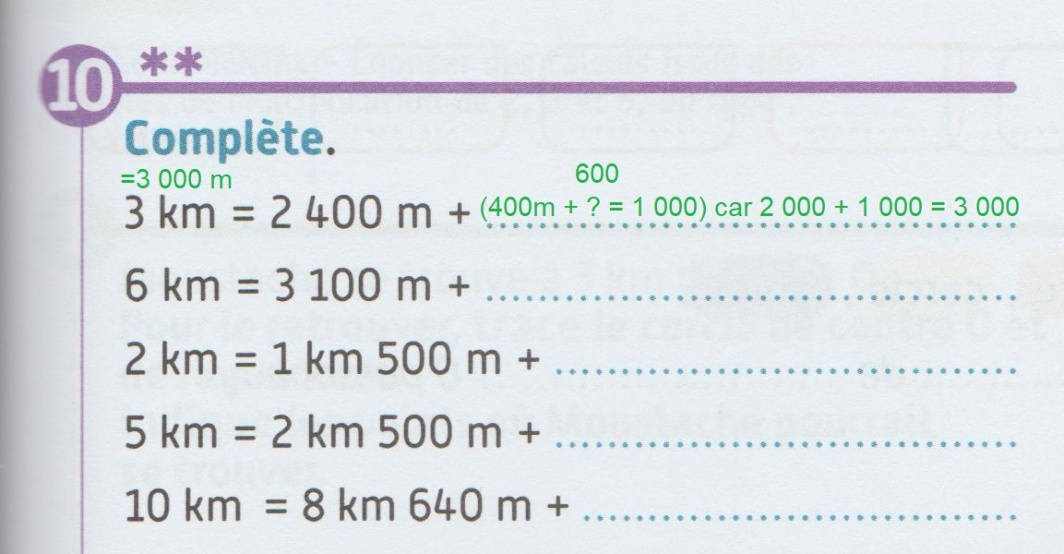 10 **
Complète.
=3 000 m
600
3 km = 2 400 m + (400m + ? = 1 000) car 2 000 + 1 000 = 3 000
6 km = 3 100 m + ..............................
2 km = 1 km 500 m + ..............................
5 km = 2 km 500 m + ..............................
10 km = 8 km 640 m + ..............................